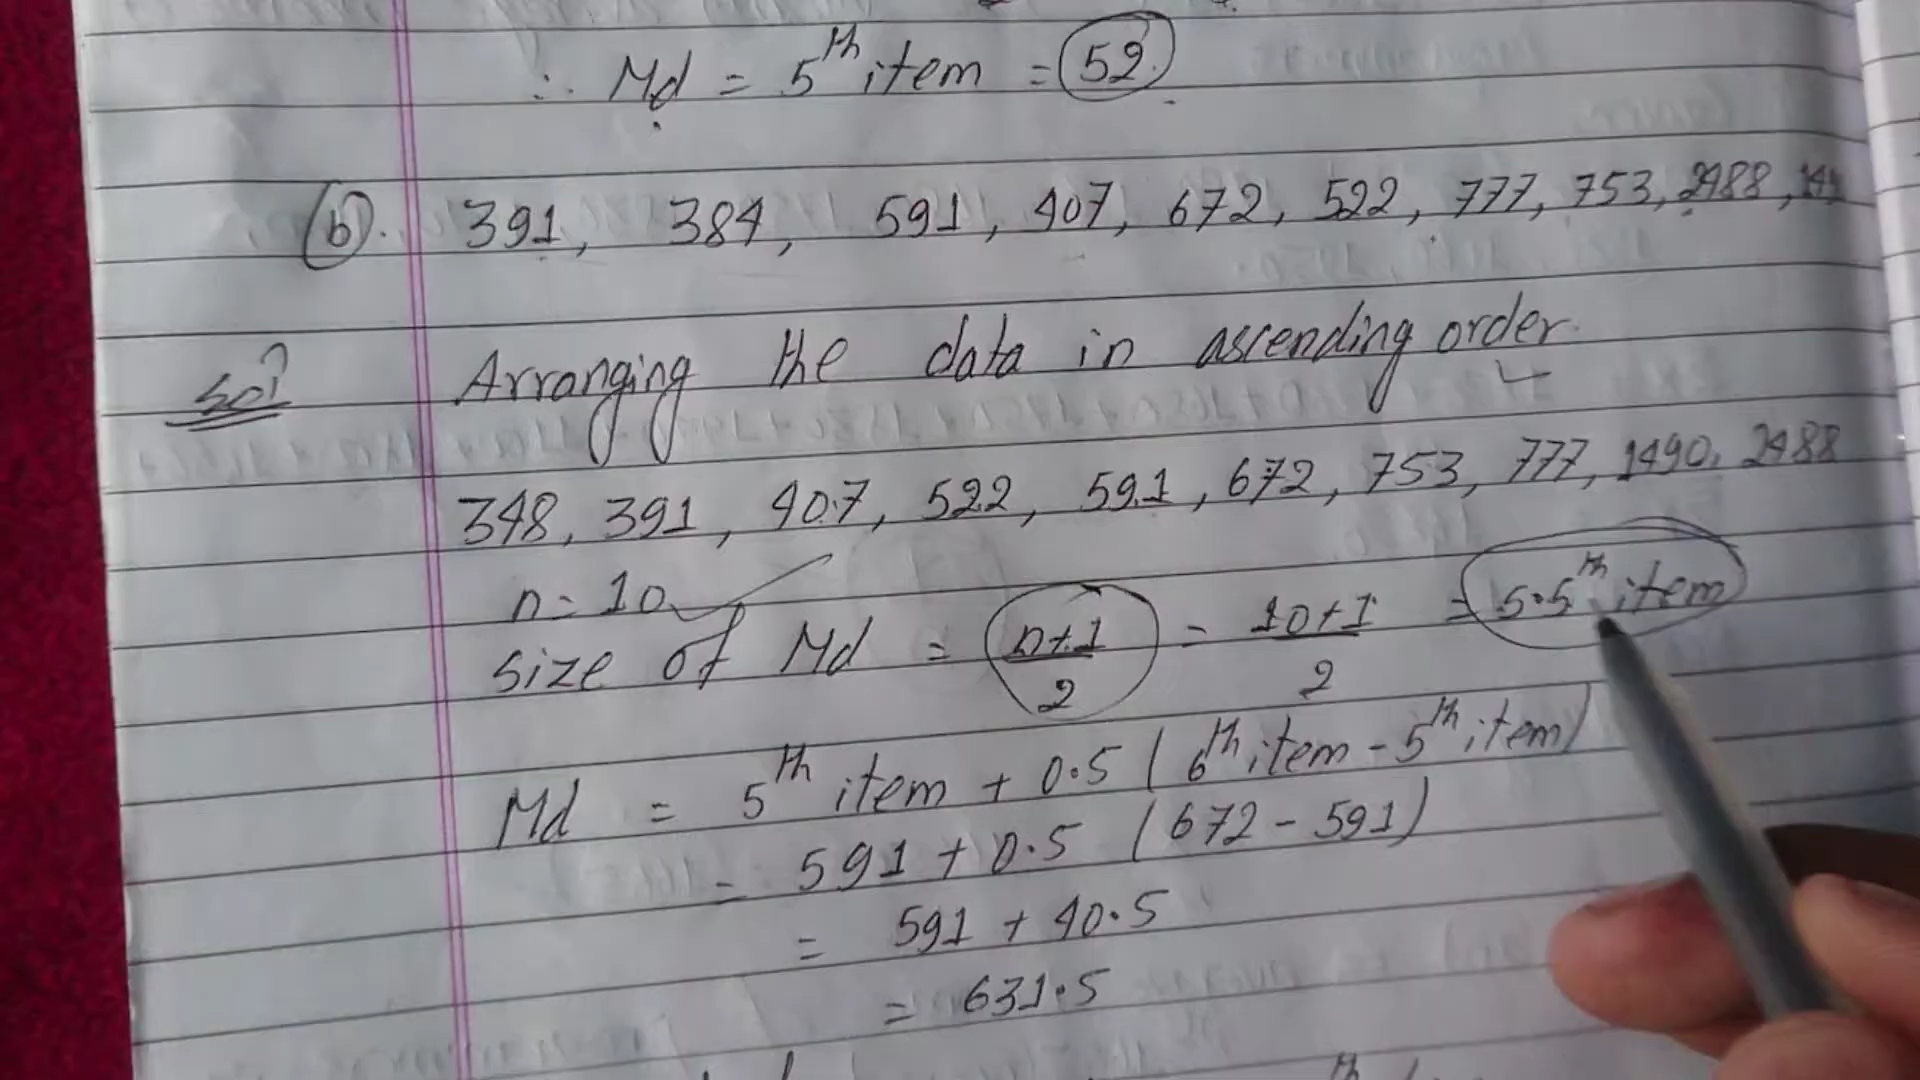 ∴ Md = 5th item = 52.
(b). 391, 384, 591, 407, 672, 522, 777, 753, 2488, 149
Sol? Arranging the data in ascending order.
348, 391, 407, 522, 591, 672, 753, 777, 1490, 2488
n = 10
size of Md = n+1/2 = 10+1/2 = 5.5th item
Md = 5th item + 0.5 (6th item - 5th item)
= 591 + 0.5 (672 - 591)
= 591 + 40.5
= 631.5